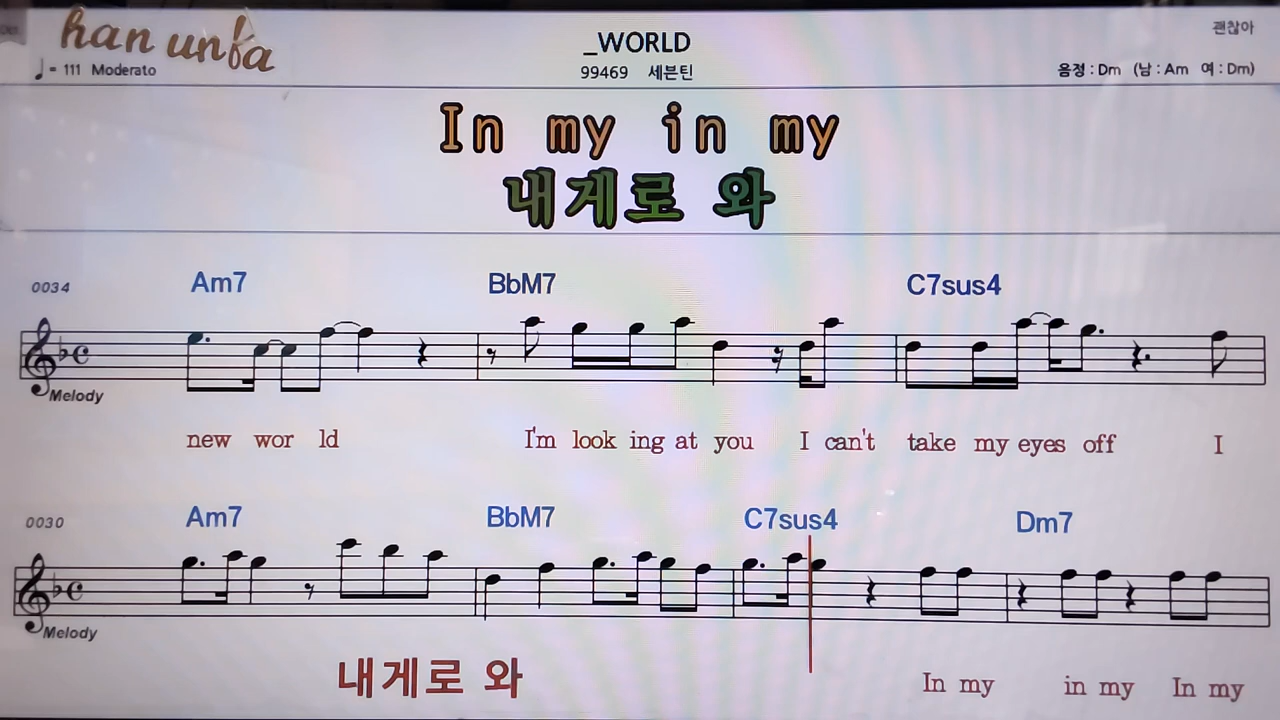 han unfa
_WORLD
괜찮아
♩= 111 Moderato
99469 세븐틴
음정 : Dm (남 : Am 여 : Dm)
In my in my
내게로 와
0034 Am7 BbM7 C7sus4
Melody
new wor ld I'm look ing at you I can't take my eyes off I
0030 Am7 BbM7 C7sus4 Dm7
Melody
내게로 와 In my in my In my